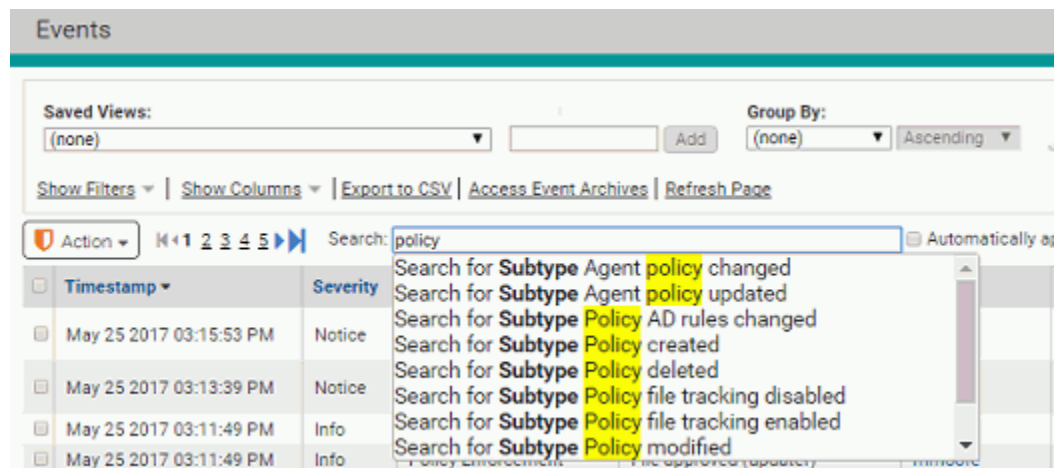 Events
Saved Views:
Group By:
(none)
Add
(none)
Ascending
Show Filters | Show Columns | Export to CSV | Access Event Archives | Refresh Page
Action 1 2 3 4 5 Search: policy Automatically
Search for Subtype Agent policy changed
Timestamp Severity
Search for Subtype Agent policy updated
Search for Subtype Policy AD rules changed
May 25 2017 03:15:53 PM Notice
Search for Subtype Policy created
Search for Subtype Policy deleted
May 25 2017 03:13:39 PM Notice
Search for Subtype Policy file tracking disabled
Search for Subtype Policy file tracking enabled
May 25 2017 03:11:49 PM Info
Search for Subtype Policy modified
May 25 2017 03:11:49 PM Info Policy Enforcement File approved (updater)